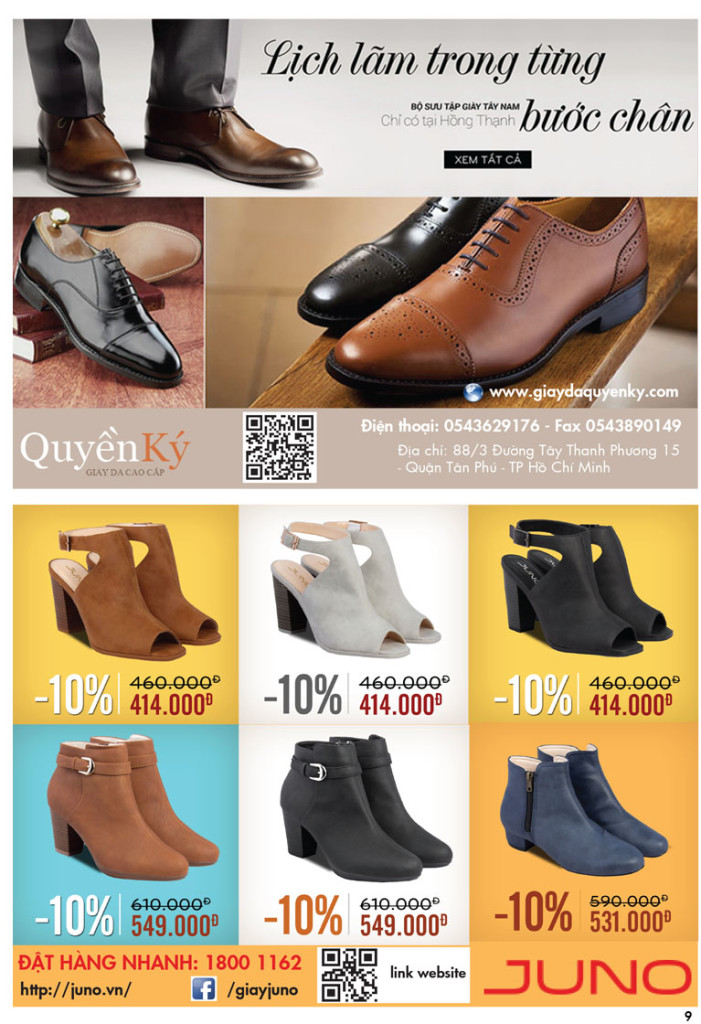 Lịch lãm trong từng
BỘ SƯU TẬP GIÀY TÂY NAM
Chỉ có tại Hồng Thạnh bước chân
XEM TẤT CẢ
www.giaydaquyenky.com
QuyềnKý
GIÀY DA CAO CẤP
Điện thoại: 0543629176 - Fax 0543890149
Địa chỉ: 88/3 Đường Tây Thanh Phương 15
- Quận Tân Phú - TP Hồ Chí Minh
JUNO
JUNO
-10% 460.000Đ
414.000Đ
-10% 460.000Đ
414.000Đ
-10% 460.000Đ
414.000Đ
-10% 610.000Đ
549.000Đ
-10% 610.000Đ
549.000Đ
-10% 590.000Đ
531.000Đ
ĐẶT HÀNG NHANH: 1800 1162
http://juno.vn/
f /giayjuno
link website
JUNO
9